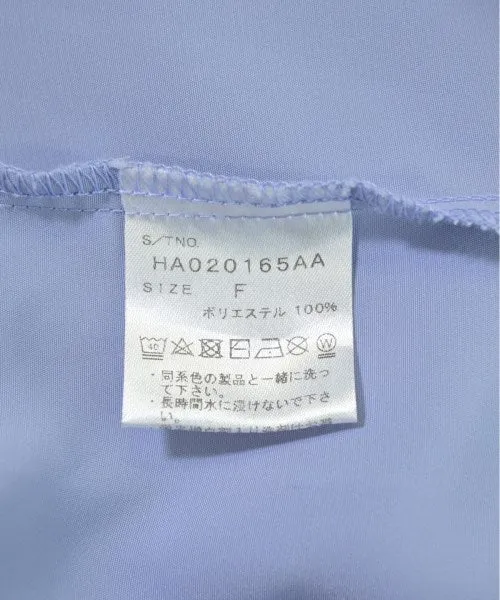 S/TNO.
HA020165AA
SIZE F
ポリエステル 100%
40 W
・同系色の製品と一緒に洗っ
て下さい。
・長時間水に浸けないで下さ
い。